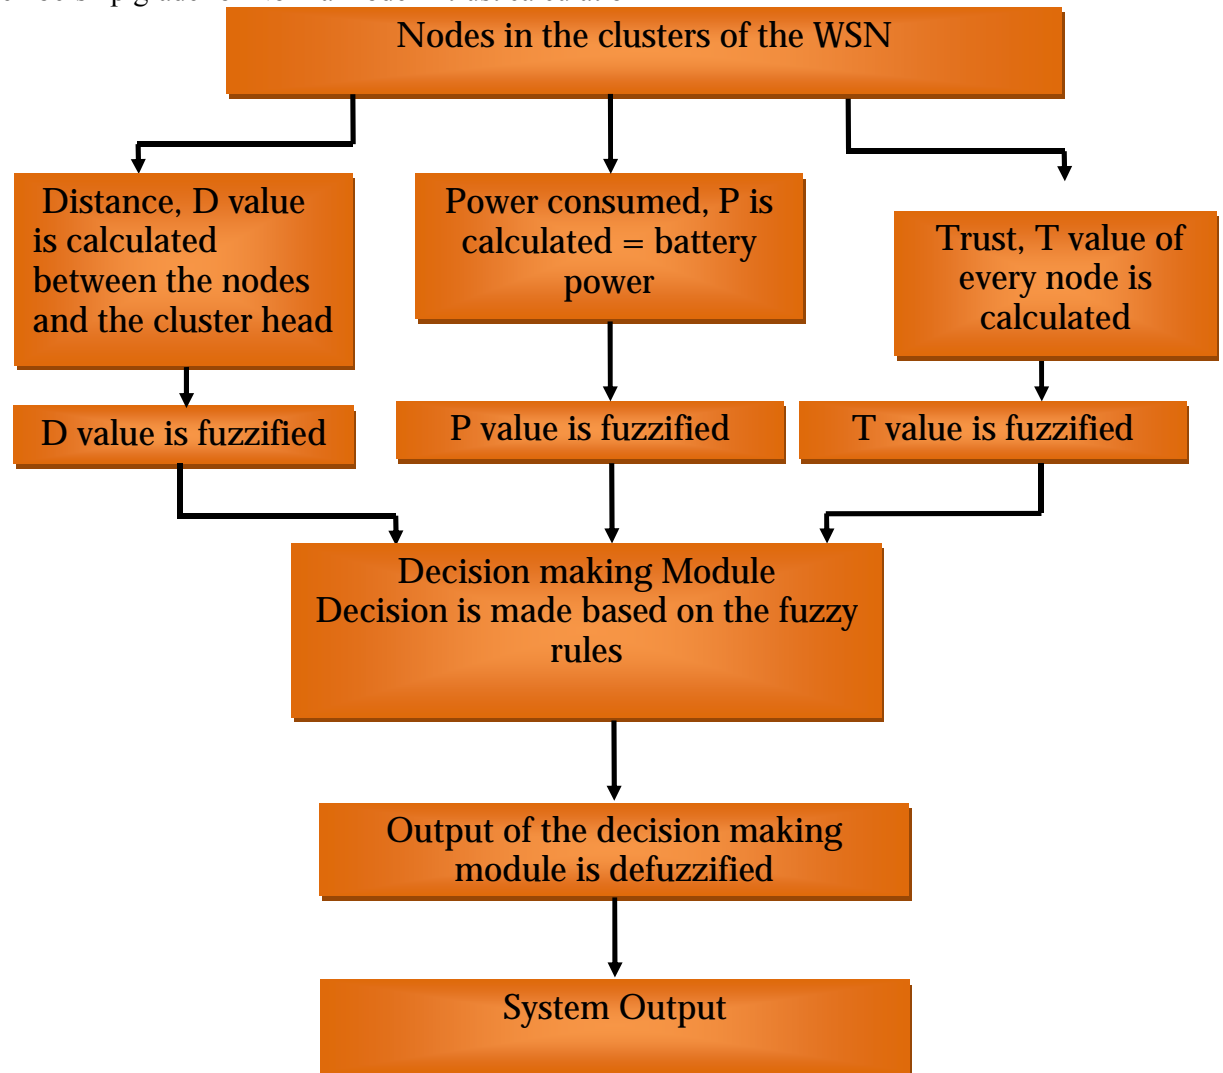 Nodes in the clusters of the WSN
Distance, D value
is calculated
between the nodes
and the cluster head
Power consumed, P is
calculated = battery
power
Trust, T value of
every node is
calculated
D value is fuzzified
P value is fuzzified
T value is fuzzified
Decision making Module
Decision is made based on the fuzzy
rules
Output of the decision making
module is defuzzified
System Output